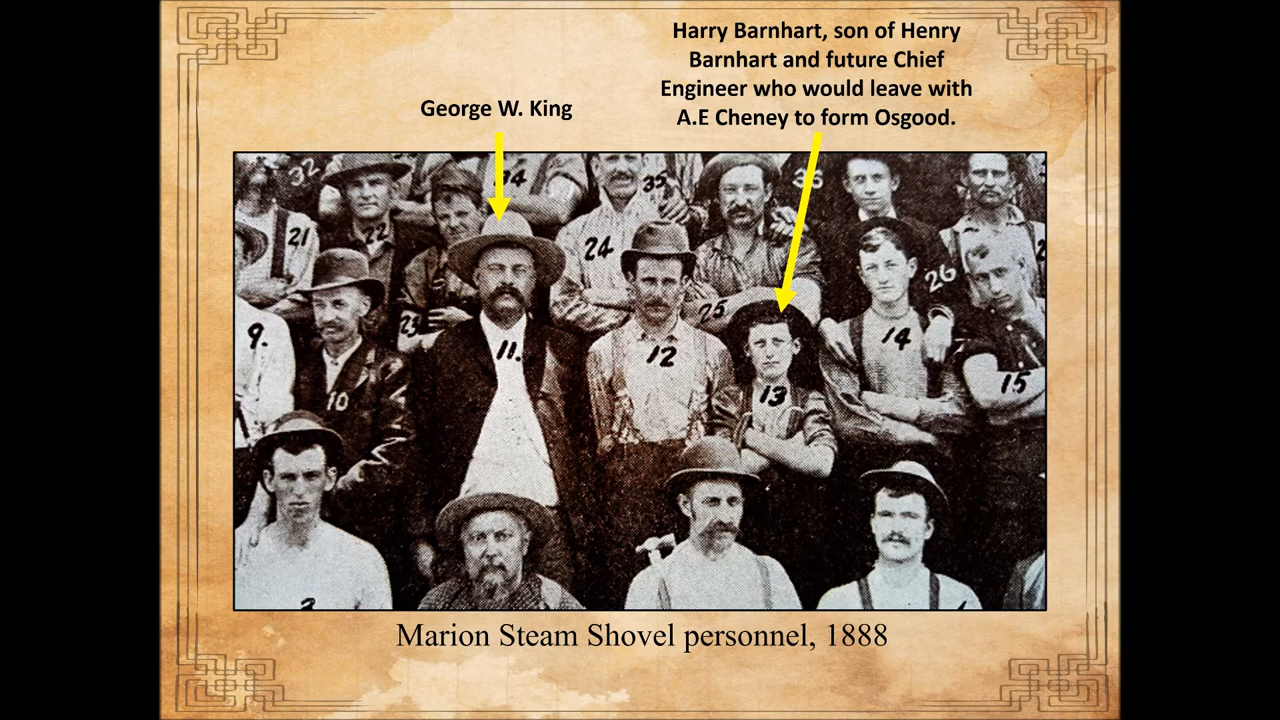 Harry Barnhart, son of Henry
Barnhart and future Chief
Engineer who would leave with
A.E Cheney to form Osgood.
George W. King
32
34
35
36
21
22
24
26
23
25
9.
10
11.
12
13
14
15
Marion Steam Shovel personnel, 1888